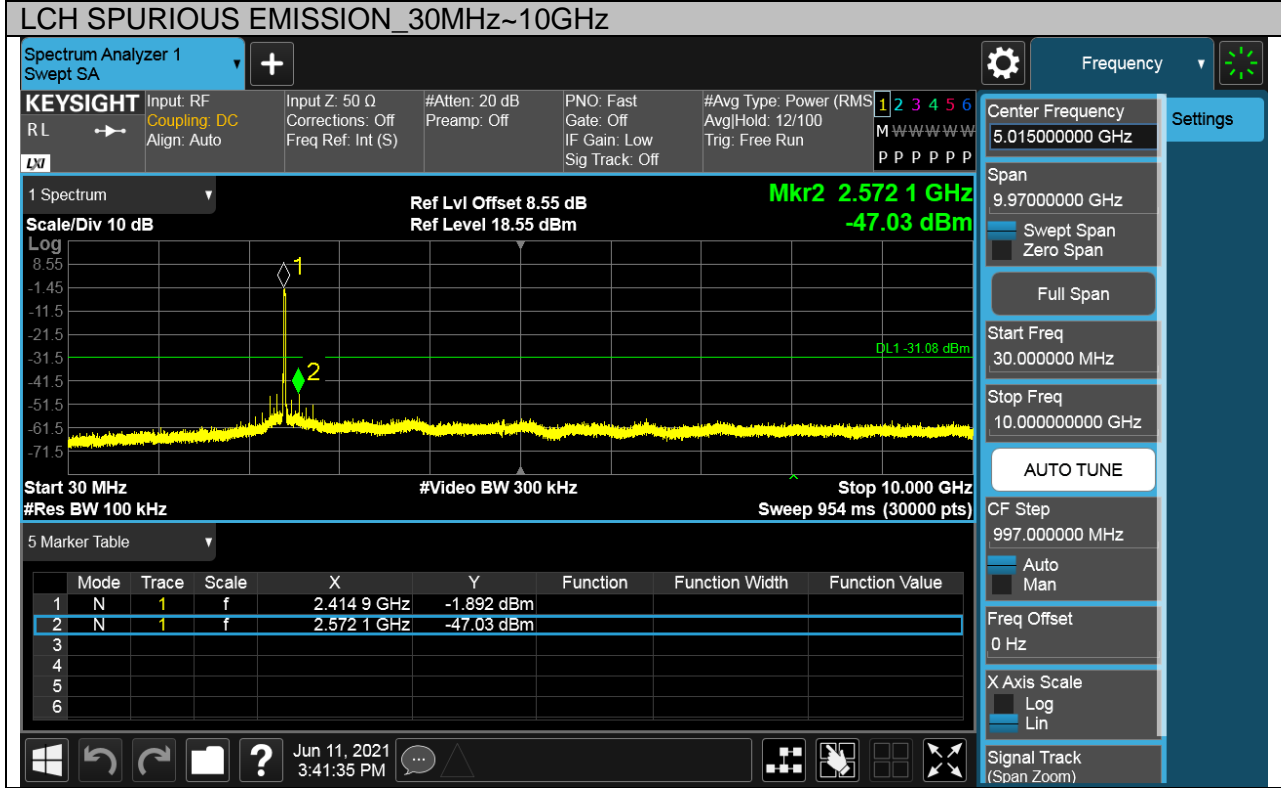 LCH SPURIOUS EMISSION_30MHz~10GHz
Spectrum Analyzer 1
Swept SA
+
Frequency
KEYSIGHT
RL
LXI
Input: RF
Coupling: DC
Align: Auto
Input Z: 50 Ω
Corrections: Off
Freq Ref: Int (S)
#Atten: 20 dB
Preamp: Off
PNO: Fast
Gate: Off
IF Gain: Low
Sig Track: Off
#Avg Type: Power (RMS
Avg|Hold: 12/100
Trig: Free Run
1 2 3 4 5 6
M W W W W W
P P P P P P
1 Spectrum
Scale/Div 10 dB
Ref Lvl Offset 8.55 dB
Ref Level 18.55 dBm
Mkr2 2.572 1 GHz
-47.03 dBm
Log
8.55
-1.45
-11.5
-21.5
-31.5
-41.5
-51.5
-61.5
-71.5
1
2
DL1 -31.08 dBm
Start 30 MHz
#Video BW 300 kHz
Stop 10.000 GHz
#Res BW 100 kHz
Sweep 954 ms (30000 pts)
5 Marker Table
Mode Trace Scale X Y Function Function Width Function Value
1 N 1 f 2.414 9 GHz -1.892 dBm
2 N 1 f 2.572 1 GHz -47.03 dBm
3
4
5
6
?
Jun 11, 2021
3:41:35 PM
Center Frequency
5.015000000 GHz
Settings
Span
9.97000000 GHz
Swept Span
Zero Span
Full Span
Start Freq
30.000000 MHz
Stop Freq
10.000000000 GHz
AUTO TUNE
CF Step
997.000000 MHz
Auto
Man
Freq Offset
0 Hz
X Axis Scale
Log
Lin
Signal Track
(Span Zoom)